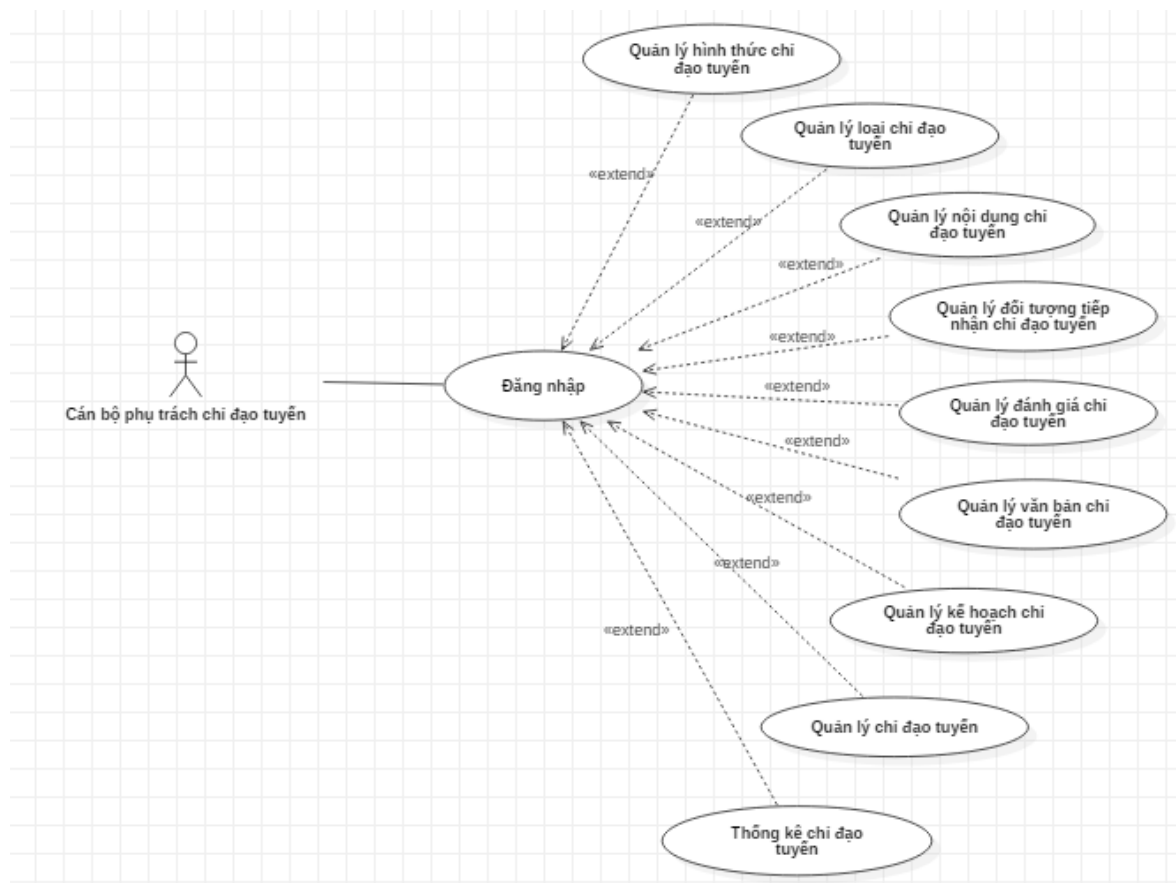 Quản lý hình thức chỉ
đạo tuyến
Quản lý loại chỉ đạo
tuyến
«extend»
Quản lý nội dung chỉ
đạo tuyến
«extend»
«extend»
Quản lý đối tượng tiếp
nhận chỉ đạo tuyến
«extend»
Đăng nhập
«extend»
Cán bộ phụ trách chỉ đạo tuyến
Quản lý đánh giá chỉ
đạo tuyến
«extend»
«extend»
Quản lý văn bản chỉ
đạo tuyến
«extend»
Quản lý kế hoạch chỉ
đạo tuyến
«extend»
Quản lý chỉ đạo tuyến
Thống kê chỉ đạo
tuyến